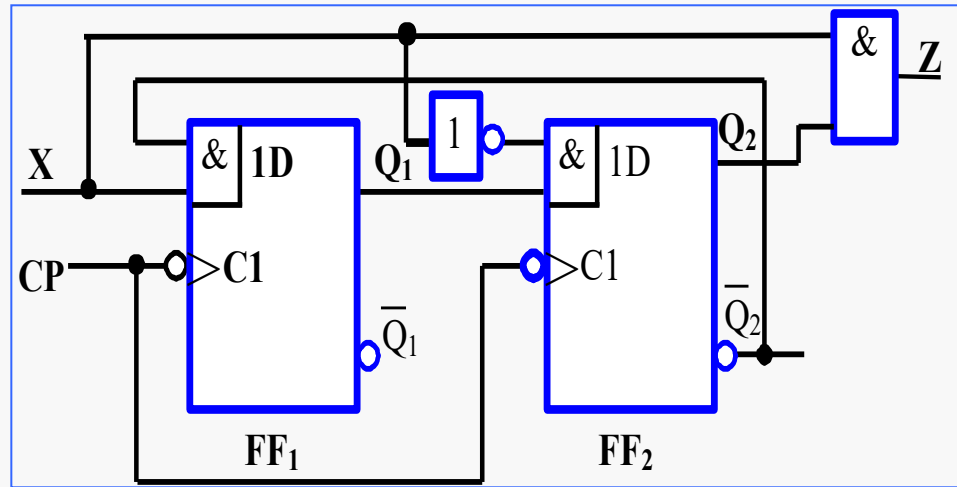 &
Z
1
Q₂
&
1D
Q₁
&
1D
X
C1
C1
CP
Q̅₁
Q̅₂
FF₁
FF₂